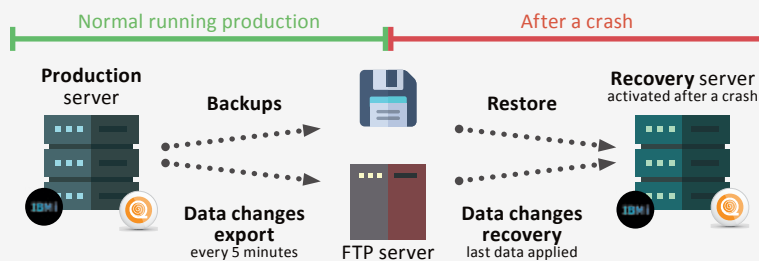 Normal running production
After a crash
Production
server
Backups
Restore
Recovery server
activated after a crash
IBM i
IBM i
Data changes
export
every 5 minutes
FTP server
Data changes
recovery
last data applied